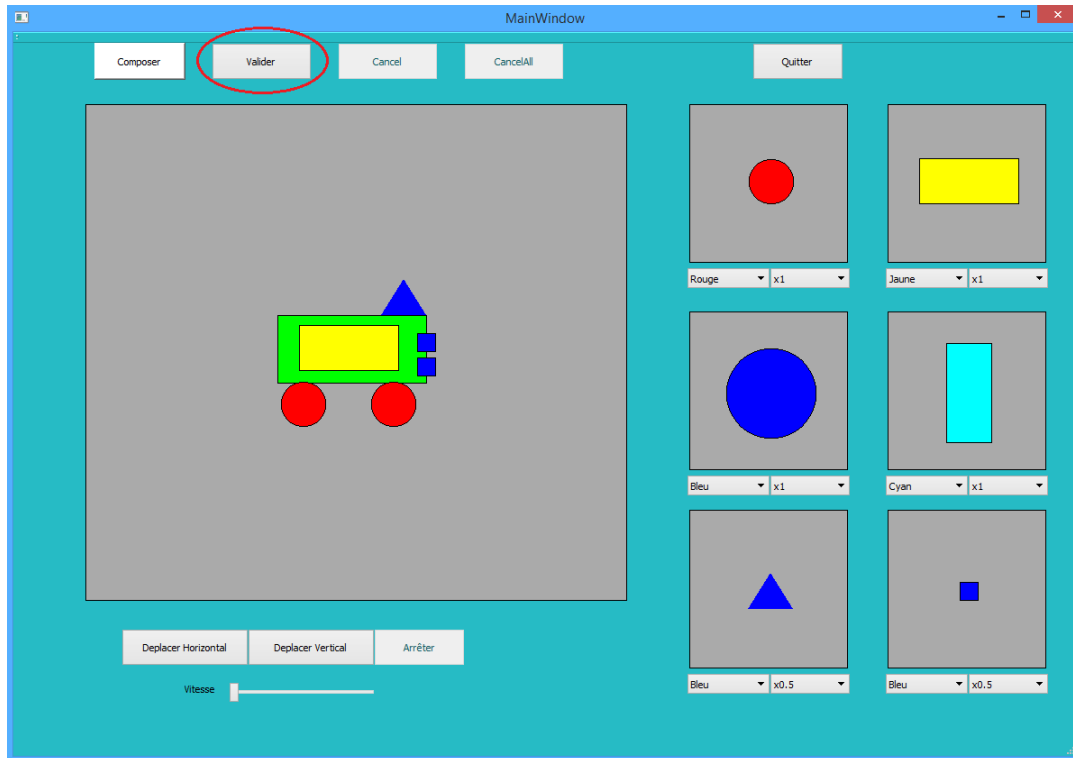 MainWindow
Composer Valider Cancel CancelAll Quitter
Rouge x1 Jaune x1
Bleu x1 Cyan x1
Deplacer Horizontal Deplacer Vertical Arrêter
Vitesse
Bleu x0.5 Bleu x0.5